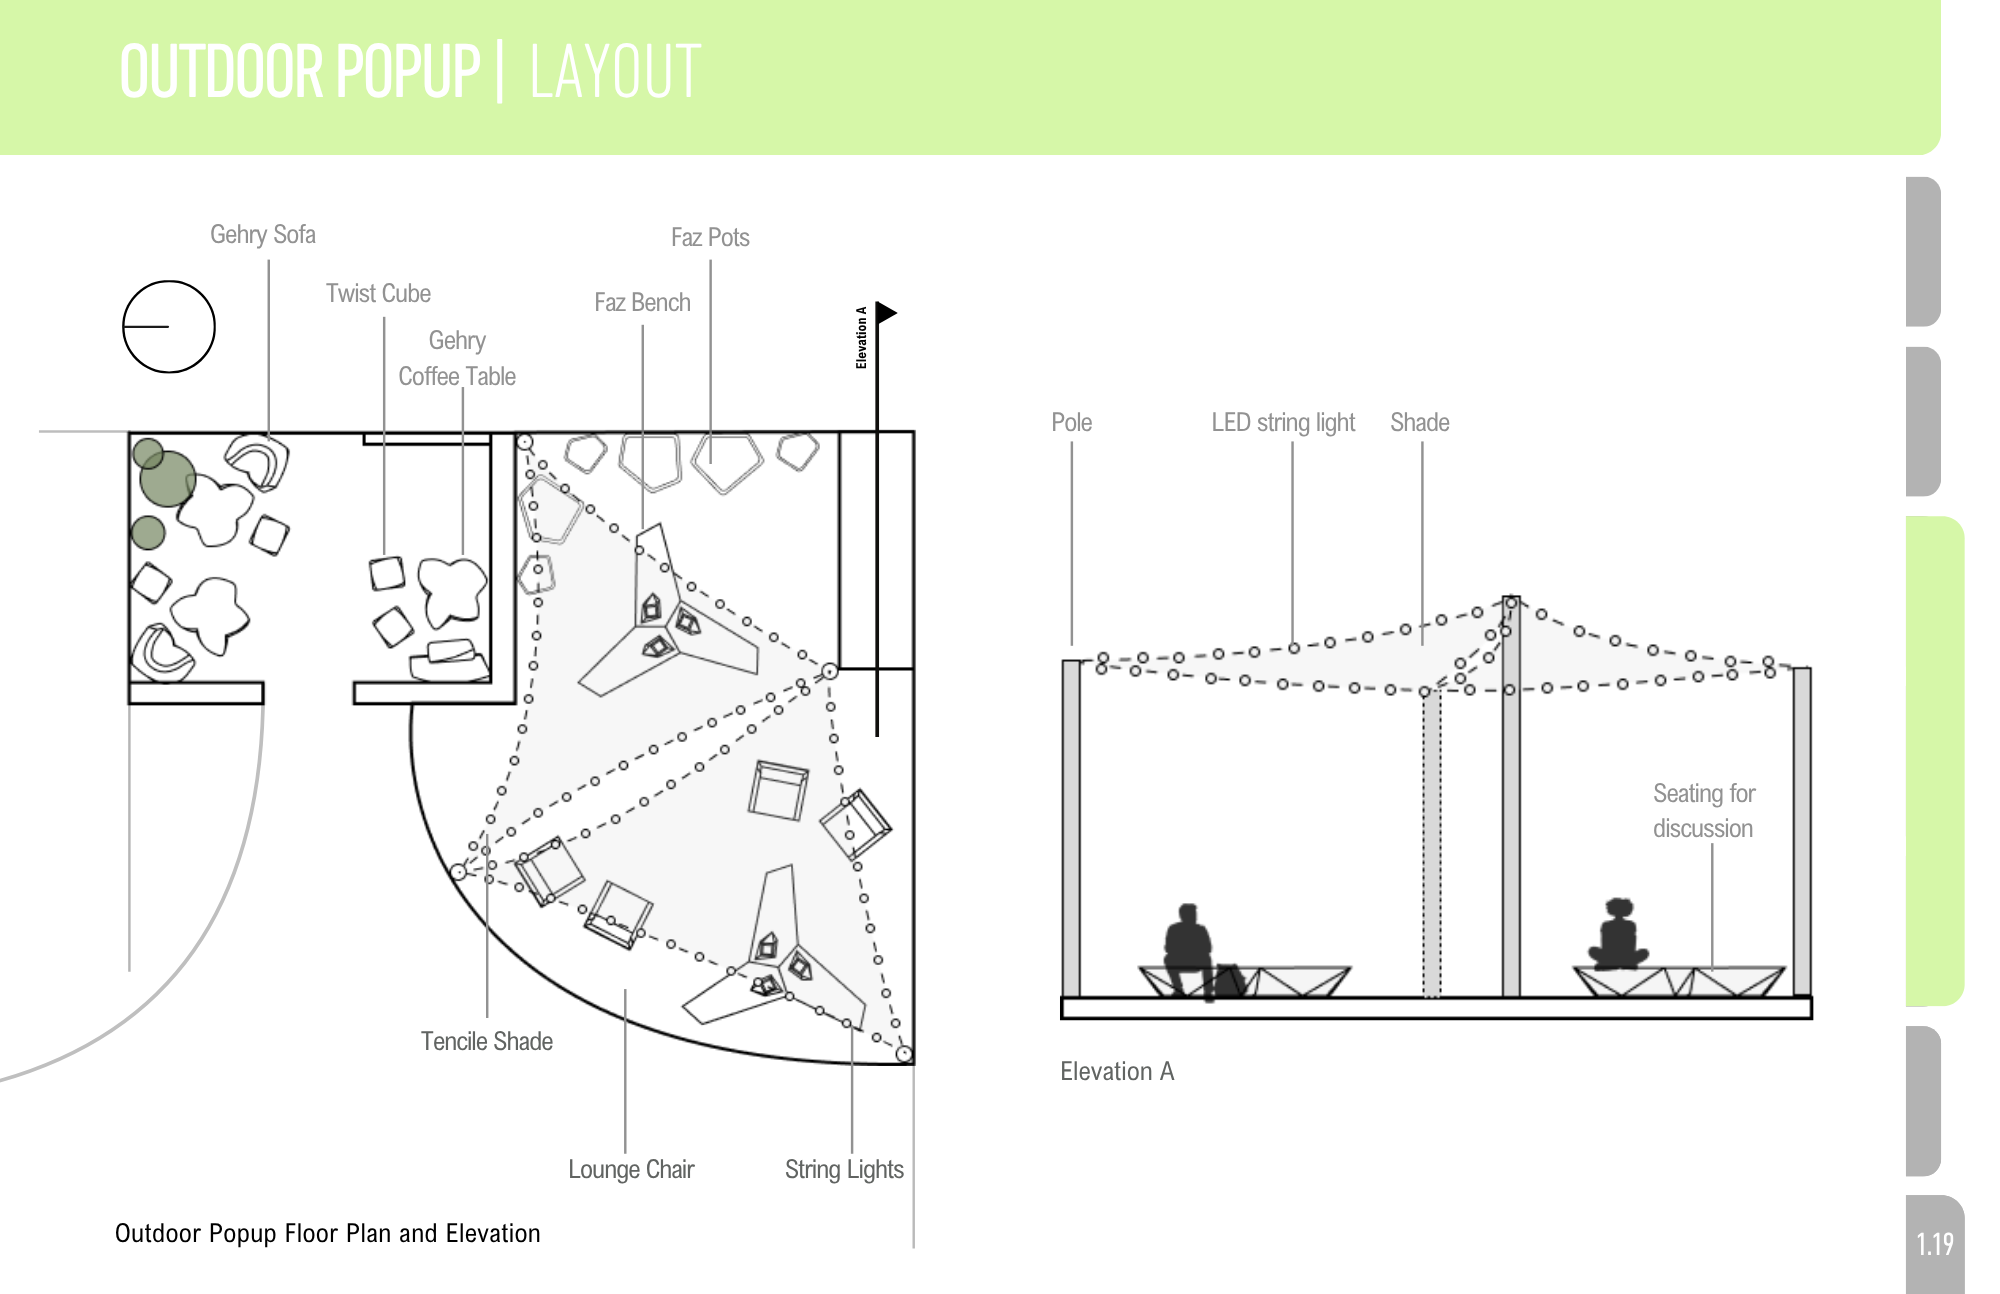 OUTDOOR POPUP | LAYOUT
Gehry Sofa
Faz Pots
Twist Cube
Faz Bench
Gehry
Coffee Table
Elevation A
Pole
LED string light
Shade
Seating for
discussion
Tencile Shade
Elevation A
Lounge Chair
String Lights
Outdoor Popup Floor Plan and Elevation
1.19